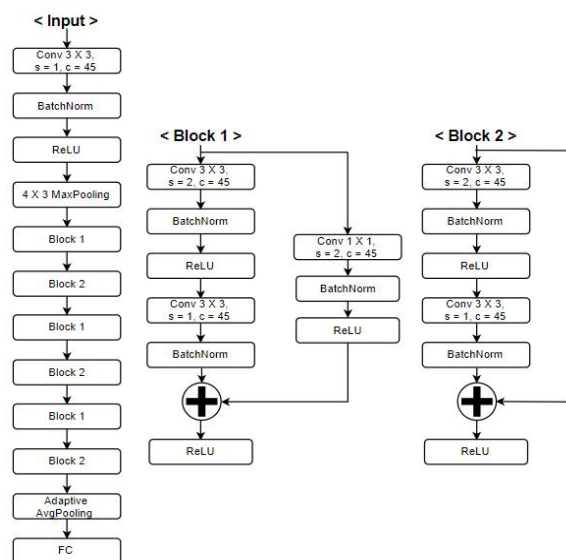 < Input >
Conv 3 X 3,
s = 1, c = 45
BatchNorm
ReLU
4 X 3 MaxPooling
Block 1
Block 2
Block 1
Block 2
Block 1
Block 2
Adaptive
AvgPooling
FC
< Block 1 >
Conv 3 X 3,
s = 2, c = 45
BatchNorm
ReLU
Conv 3 X 3,
s = 1, c = 45
BatchNorm
ReLU
Conv 1 X 1,
s = 2, c = 45
BatchNorm
ReLU
< Block 2 >
Conv 3 X 3,
s = 2, c = 45
BatchNorm
ReLU
Conv 3 X 3,
s = 1, c = 45
BatchNorm
ReLU